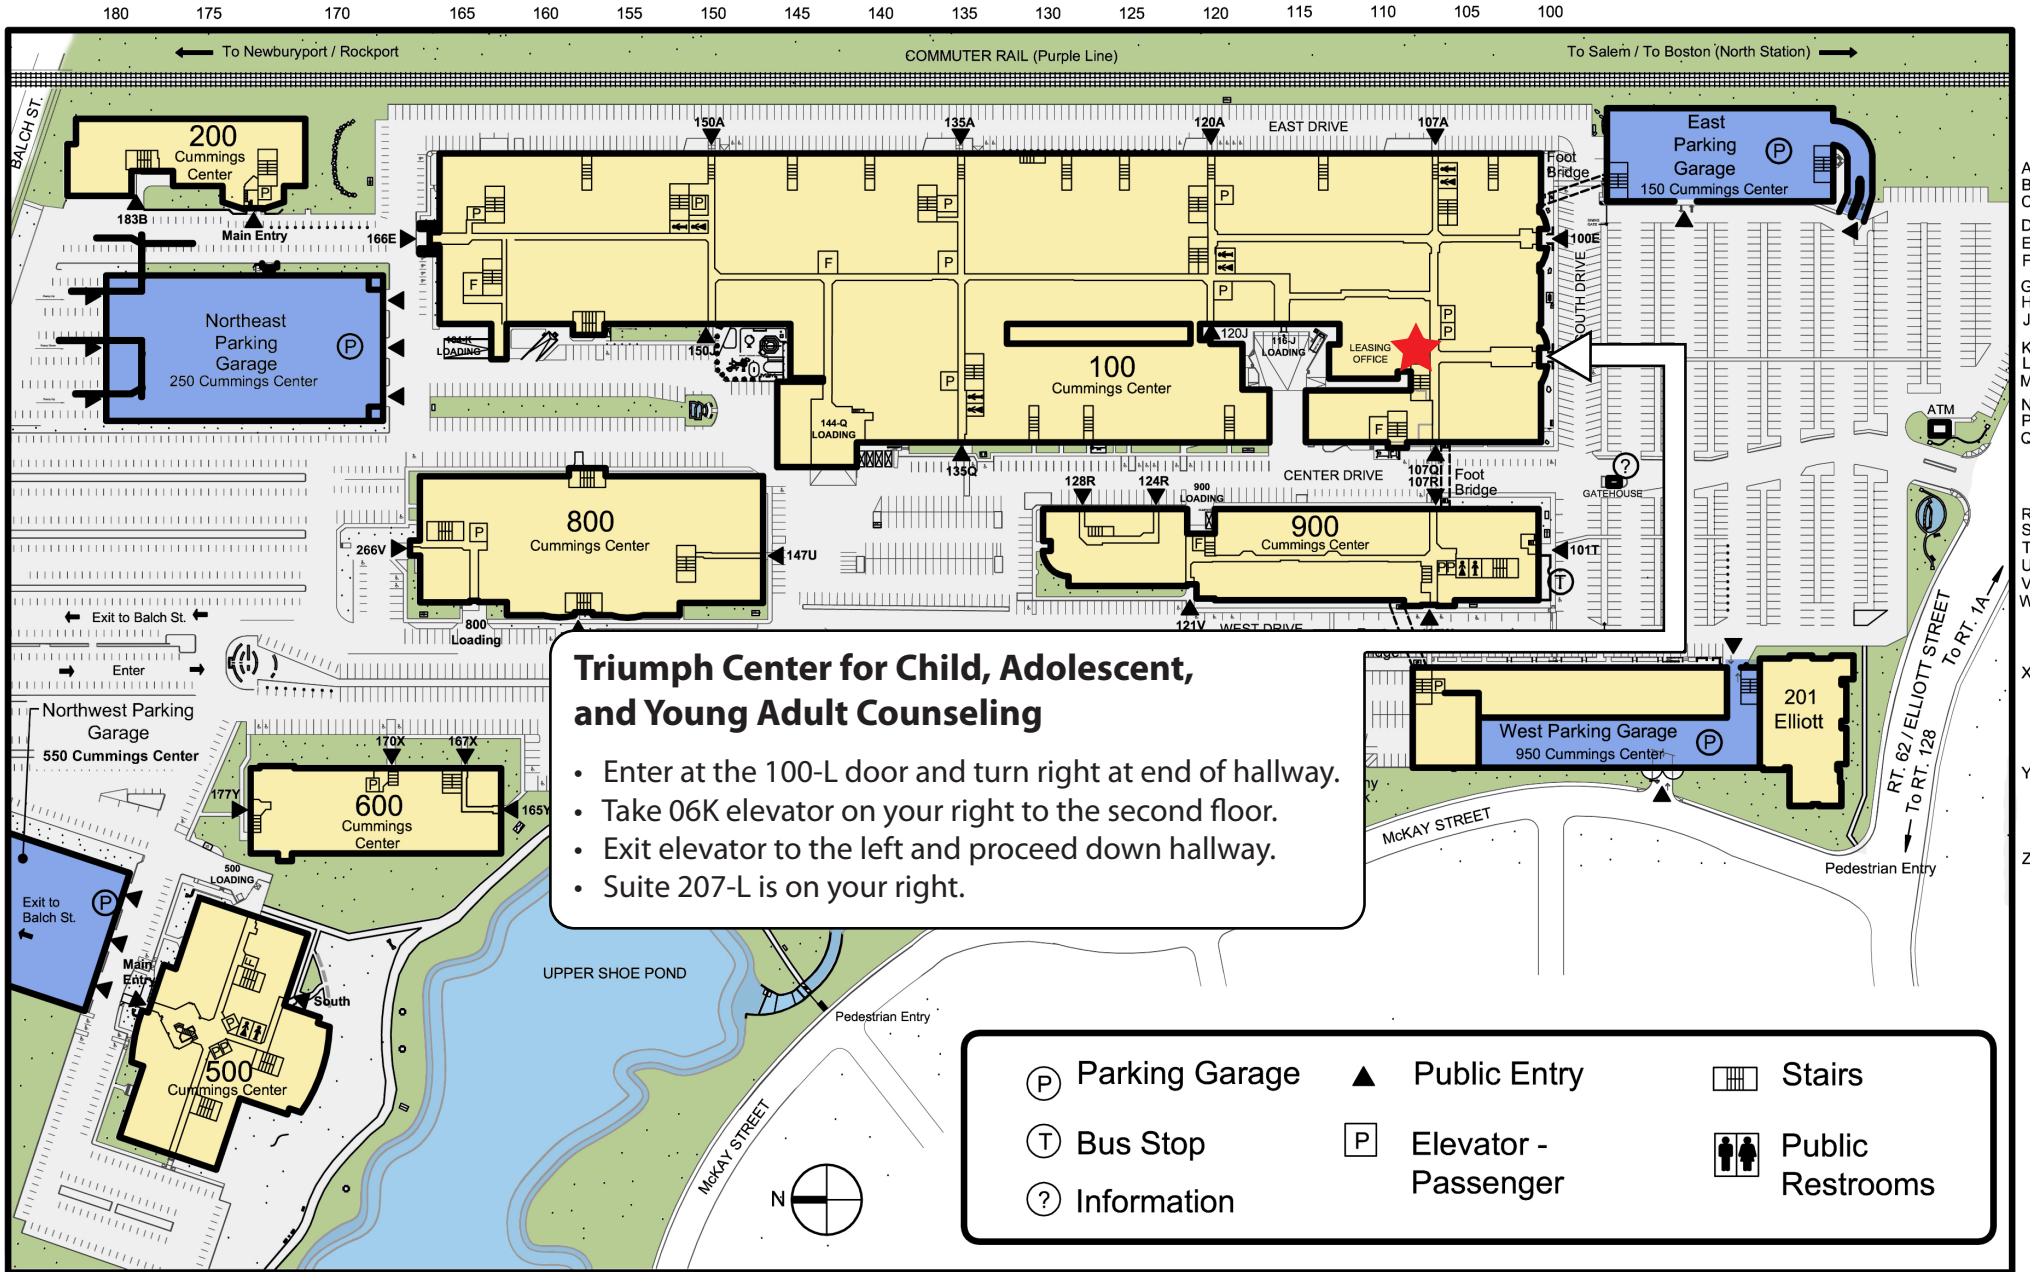 180 175 170 165 160 155 150 145 140 135 130 125 120 115 110 105 100
To Newburyport / Rockport
COMMUTER RAIL (Purple Line)
To Salem / To Boston (North Station)
BALCH ST.
200
Cummings
Center
183B
Main Entry
150A
135A
120A
EAST DRIVE
107A
Foot
Bridge
East
Parking
Garage
P
150 Cummings Center
A
B
C
D
E
F
G
H
J
K
L
M
N
P
Q
R
S
T
U
V
W
X
Y
Z
166E
100E
SOUTH DRIVE
P
P
P
P
F
P
F
P
P
P
P
F
Northeast
Parking
Garage
P
250 Cummings Center
LOADING
150J
120J
116-J
LOADING
LEASING
OFFICE
100
Cummings Center
144-Q
LOADING
135Q
CENTER DRIVE
107Q
107R
Foot
Bridge
?
GATEHOUSE
ATM
800
Cummings Center
P
266V
147U
800
Loading
128R
124R
900
LOADING
900
Cummings Center
F
PP
101T
T
121V
WEST DRIVE
Exit to Balch St.
Enter
Northwest Parking
Garage
550 Cummings Center
170X
167X
177Y
165Y
P
600
Cummings
Center
Triumph Center for Child, Adolescent,
and Young Adult Counseling
• Enter at the 100-L door and turn right at end of hallway.
• Take 06K elevator on your right to the second floor.
• Exit elevator to the left and proceed down hallway.
• Suite 207-L is on your right.
P
West Parking Garage
P
950 Cummings Center
201
Elliott
RT. 62 / ELLIOTT STREET
To RT. 1A
To RT. 128
McKAY STREET
Pedestrian Entry
500
LOADING
Exit to
Balch St.
P
Main
Entry
South
F
P
PP
500
Cummings Center
UPPER SHOE POND
Pedestrian Entry
McKAY STREET
N
P Parking Garage
Public Entry
Stairs
T Bus Stop
P Elevator -
Passenger
Public
Restrooms
? Information